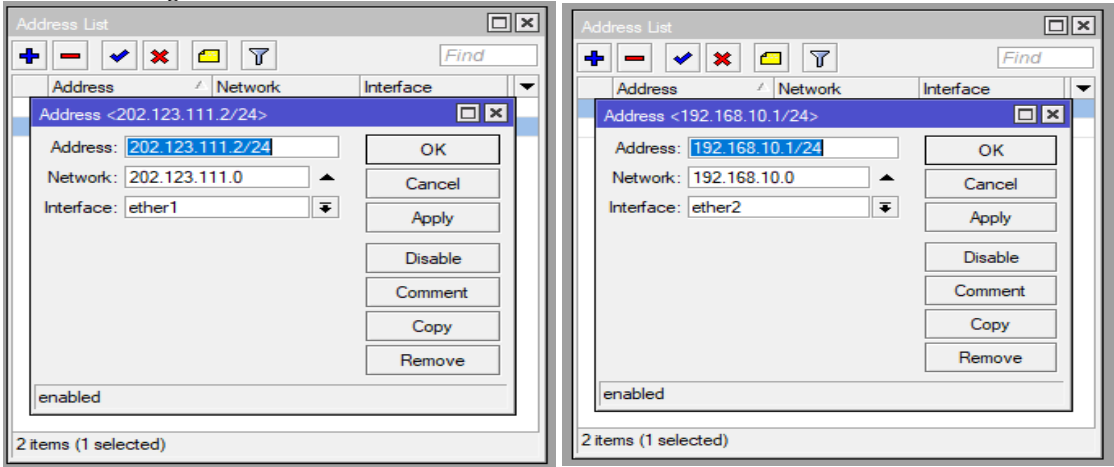 Address List
Find
Address Network Interface
Address <202.123.111.2/24>
Address: 202.123.111.2/24
OK
Network: 202.123.111.0
Cancel
Interface: ether1
Apply
Disable
Comment
Copy
Remove
enabled
2 items (1 selected)
Address List
Find
Address Network Interface
Address <192.168.10.1/24>
Address: 192.168.10.1/24
OK
Network: 192.168.10.0
Cancel
Interface: ether2
Apply
Disable
Comment
Copy
Remove
enabled
2 items (1 selected)